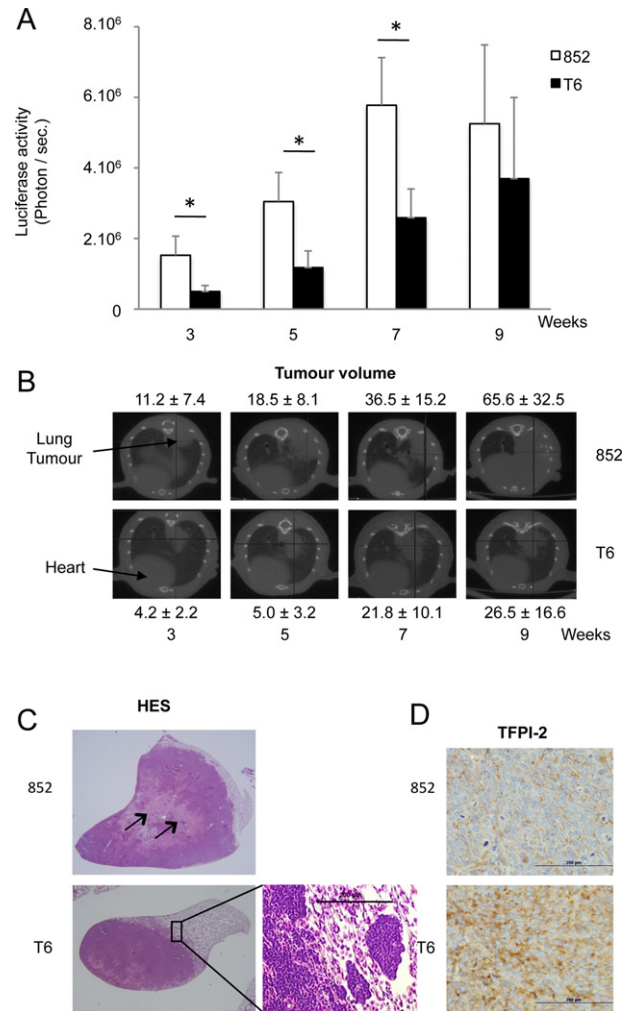 A
8.10⁶
6.10⁶
4.10⁶
2.10⁶
0
Luciferase activity
(Photon / sec.)
*
*
*
852
T6
3 5 7 9 Weeks
B
Tumour volume
11.2 ± 7.4 18.5 ± 8.1 36.5 ± 15.2 65.6 ± 32.5
Lung
Tumour
852
Heart
T6
4.2 ± 2.2 5.0 ± 3.2 21.8 ± 10.1 26.5 ± 16.6
3 5 7 9 Weeks
C
HES
852
T6
D
TFPI-2
852
T6